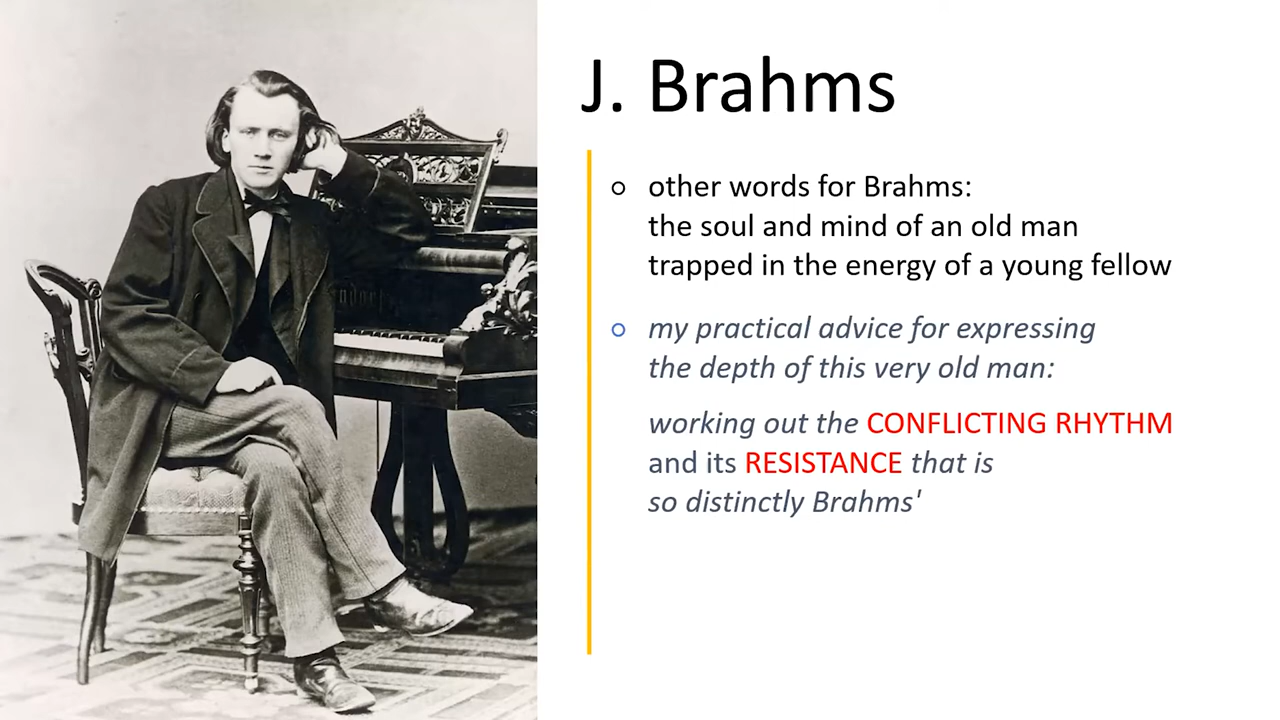 J. Brahms
other words for Brahms:
the soul and mind of an old man
trapped in the energy of a young fellow
my practical advice for expressing
the depth of this very old man:
working out the CONFLICTING RHYTHM
and its RESISTANCE that is
so distinctly Brahms'